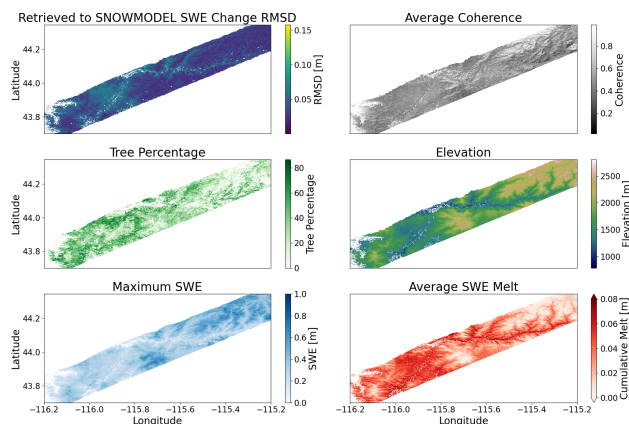 Retrieved to SNOWMODEL SWE Change RMSD
Average Coherence
44.2
44.0
43.8
Latitude
0.15
0.10
0.05
RMSD [m]
0.8
0.6
0.4
0.2
Coherence
Tree Percentage
Elevation
44.2
44.0
43.8
Latitude
80
60
40
20
0
Tree Percentage
2500
2000
1500
1000
Elevation [m]
Maximum SWE
Average SWE Melt
44.2
44.0
43.8
Latitude
1.0
0.8
0.6
0.4
0.2
0.0
SWE [m]
0.08
0.06
0.04
0.02
0.00
Cumulative Melt [m]
−116.2 −116.0 −115.8 −115.6 −115.4 −115.2
−116.2 −116.0 −115.8 −115.6 −115.4 −115.2
Longitude
Longitude